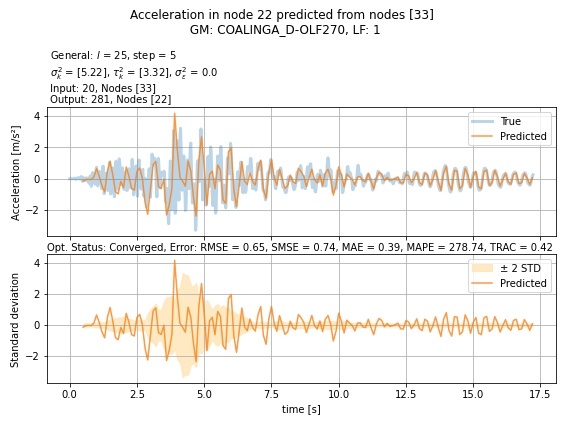 Acceleration in node 22 predicted from nodes [33]
GM: COALINGA_D-OLF270, LF: 1
General: l = 25, step = 5
σ²ₖ = [5.22], τ²ₖ = [3.32], σ²ε = 0.0
Input: 20, Nodes [33]
Output: 281, Nodes [22]
Acceleration [m/s²]
4
2
0
−2
True
Predicted
Opt. Status: Converged, Error: RMSE = 0.65, SMSE = 0.74, MAE = 0.39, MAPE = 278.74, TRAC = 0.42
Standard deviation
4
2
0
−2
± 2 STD
Predicted
0.0 2.5 5.0 7.5 10.0 12.5 15.0 17.5
time [s]